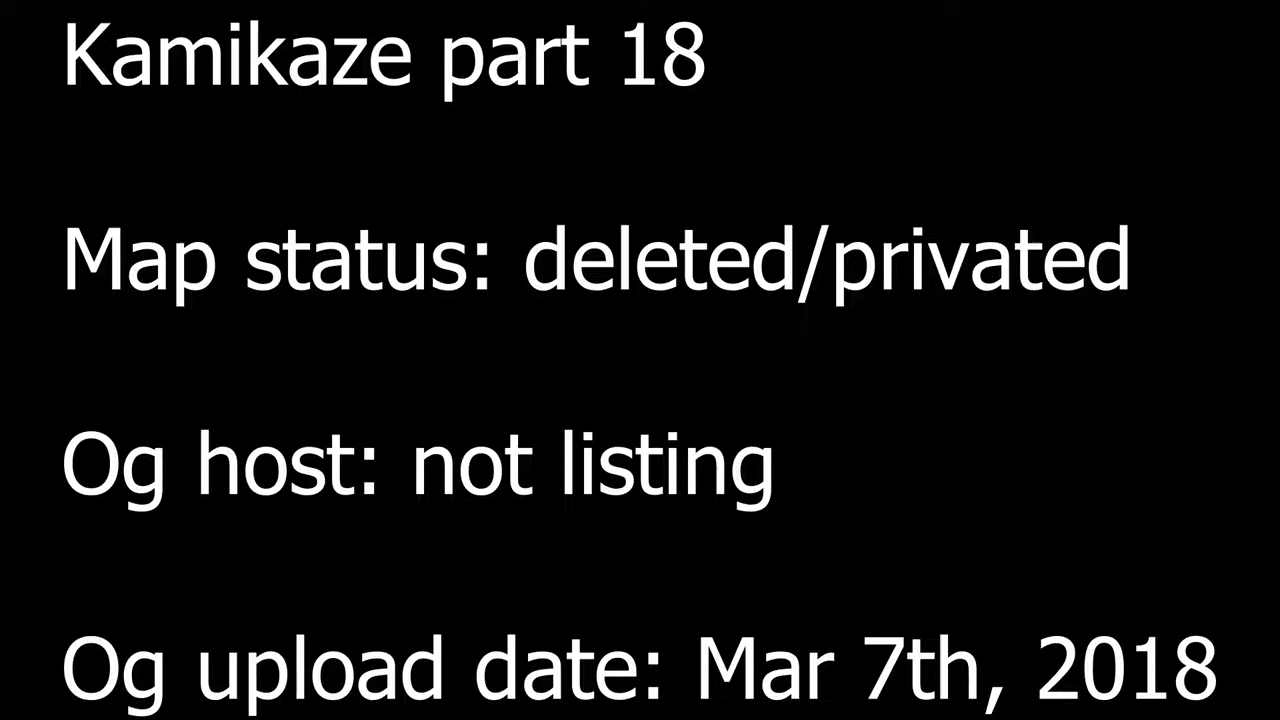 Kamikaze part 18
Map status: deleted/privated
Og host: not listing
Og upload date: Mar 7th, 2018